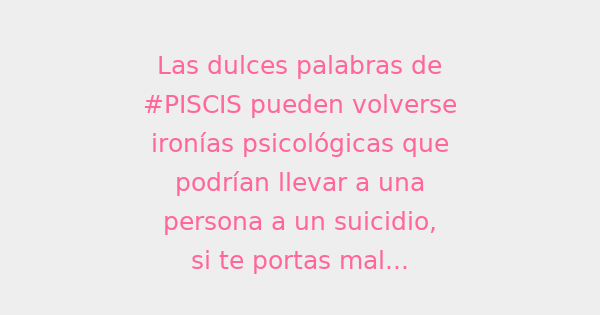 Las dulces palabras de
#PISCIS pueden volverse
ironías psicológicas que
podrían llevar a una
persona a un suicidio,
si te portas mal...